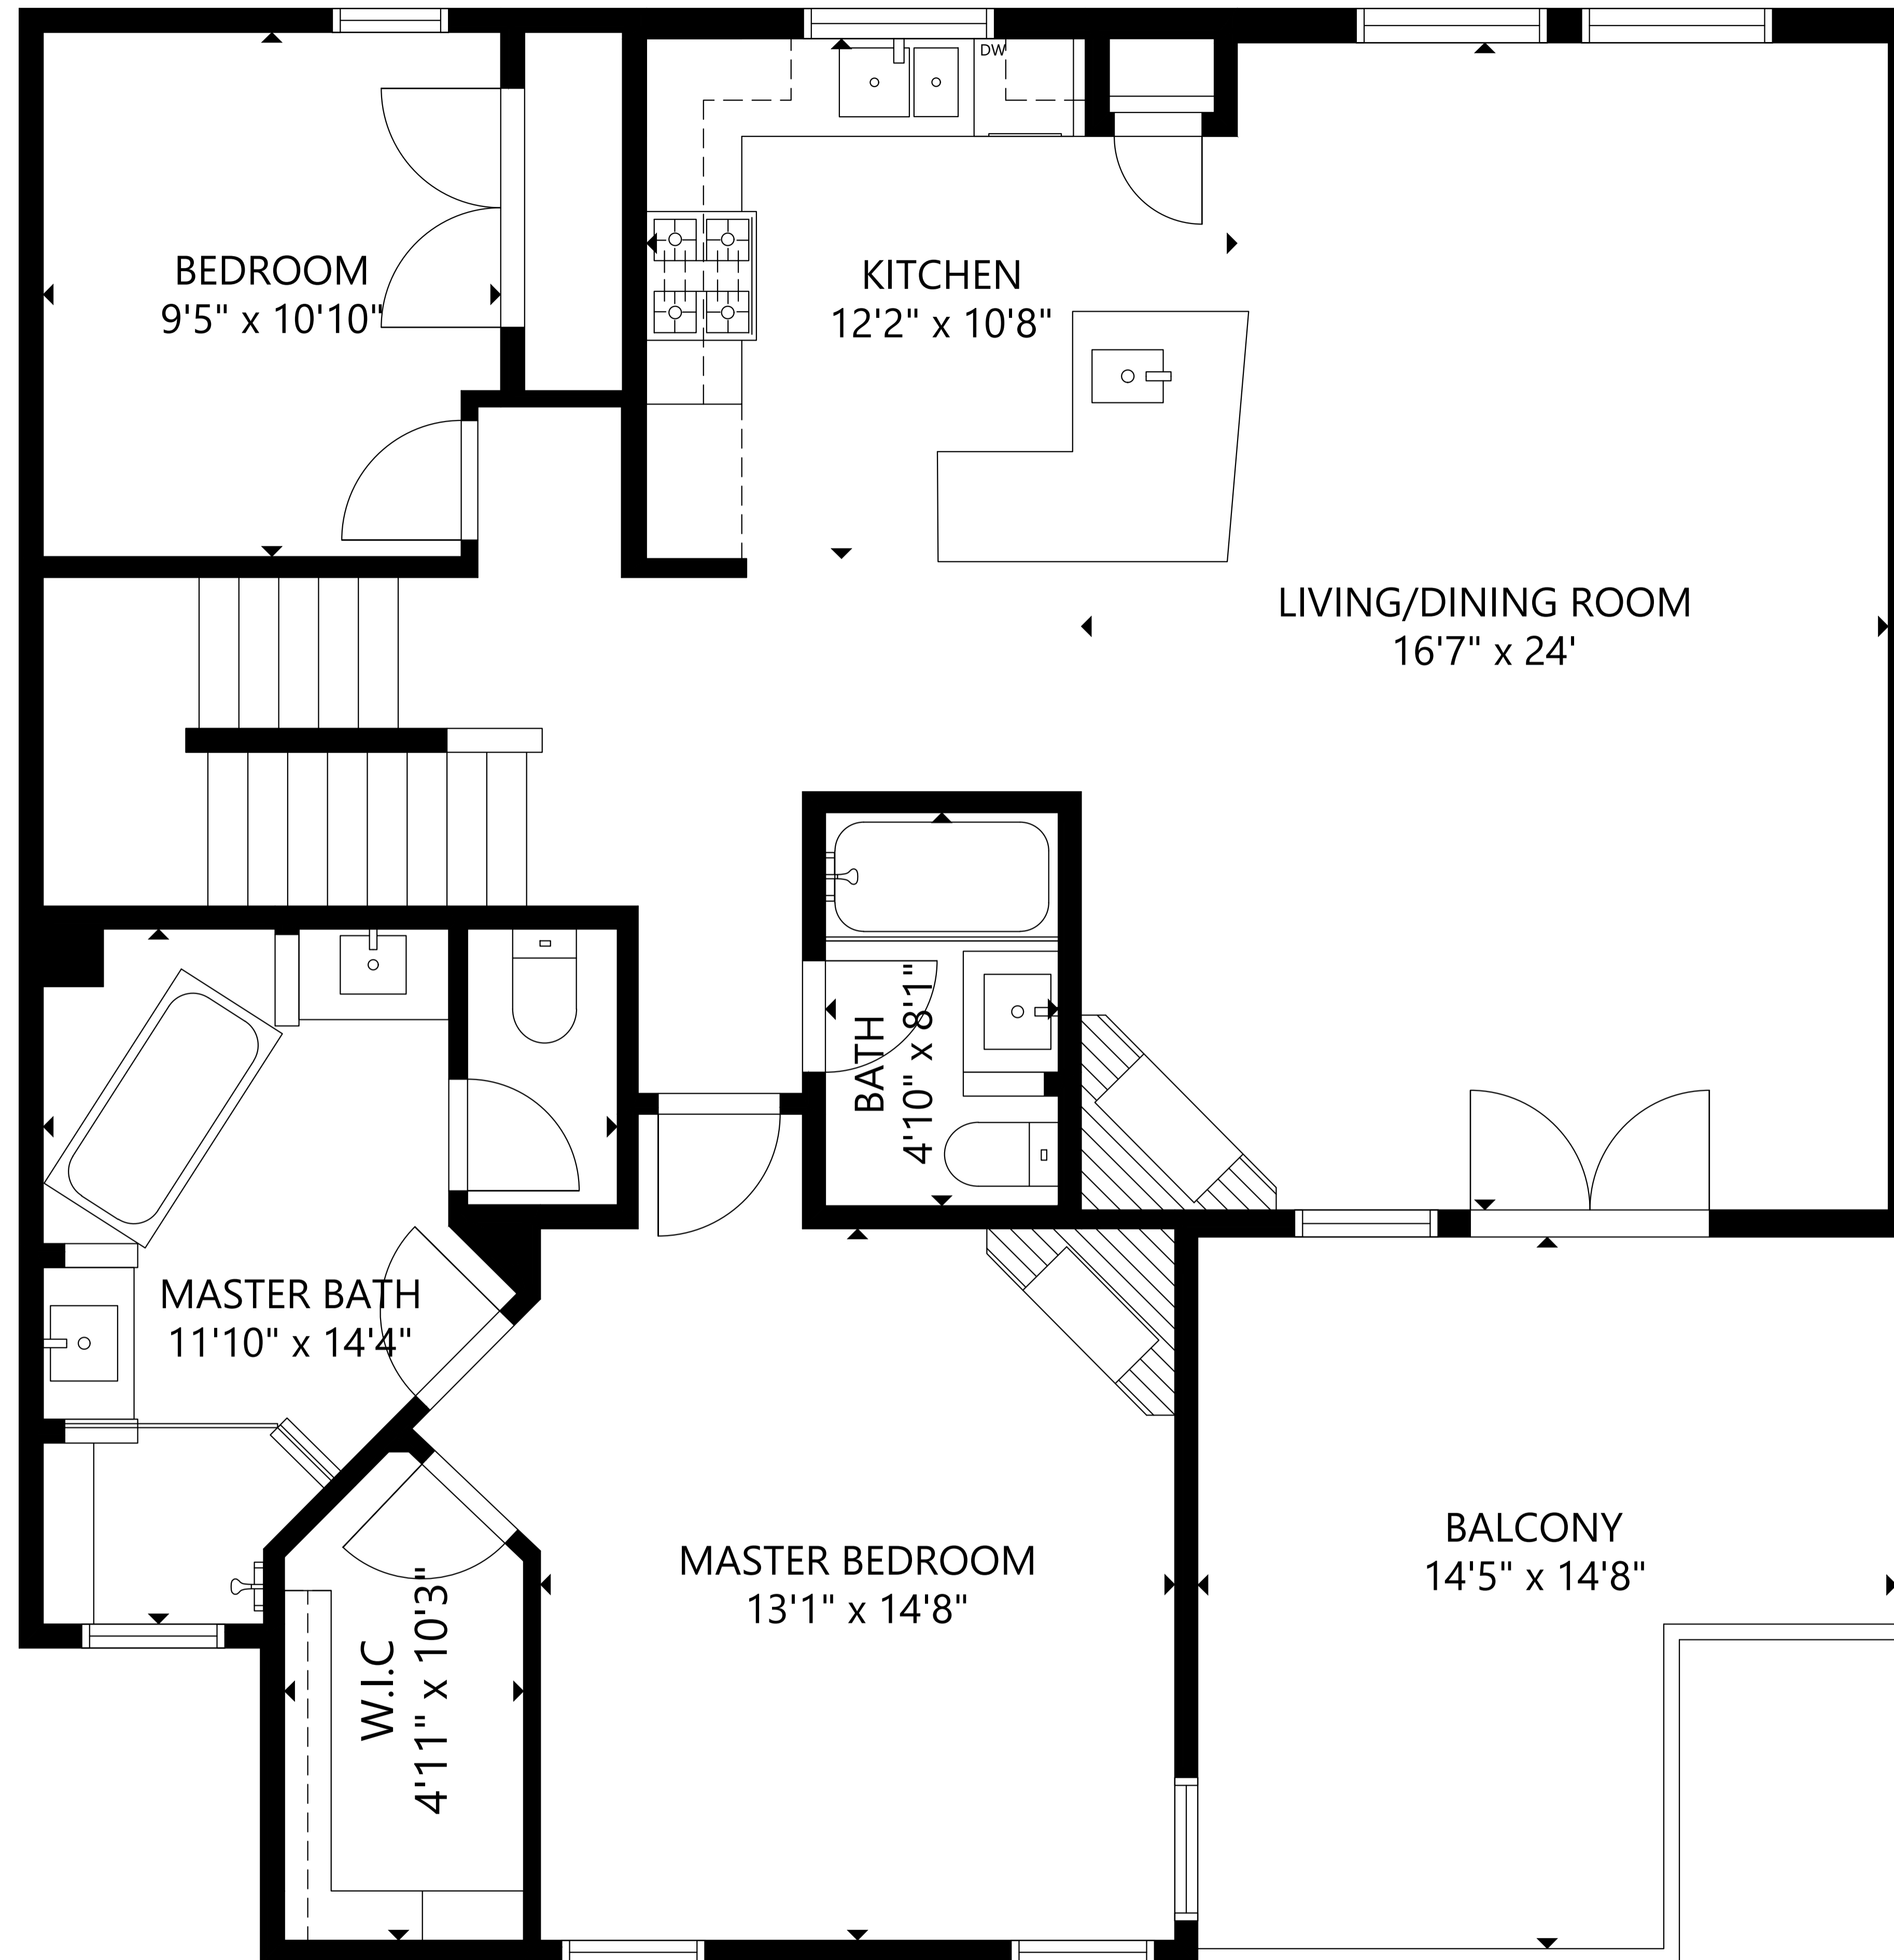 DW
BEDROOM
9'5" x 10'10"
KITCHEN
12'2" x 10'8"
LIVING/DINING ROOM
16'7" x 24'
BATH
4'10" x 8'1"
MASTER BATH
11'10" x 14'4"
MASTER BEDROOM
13'1" x 14'8"
BALCONY
14'5" x 14'8"
W.I.C
4'11" x 10'3"